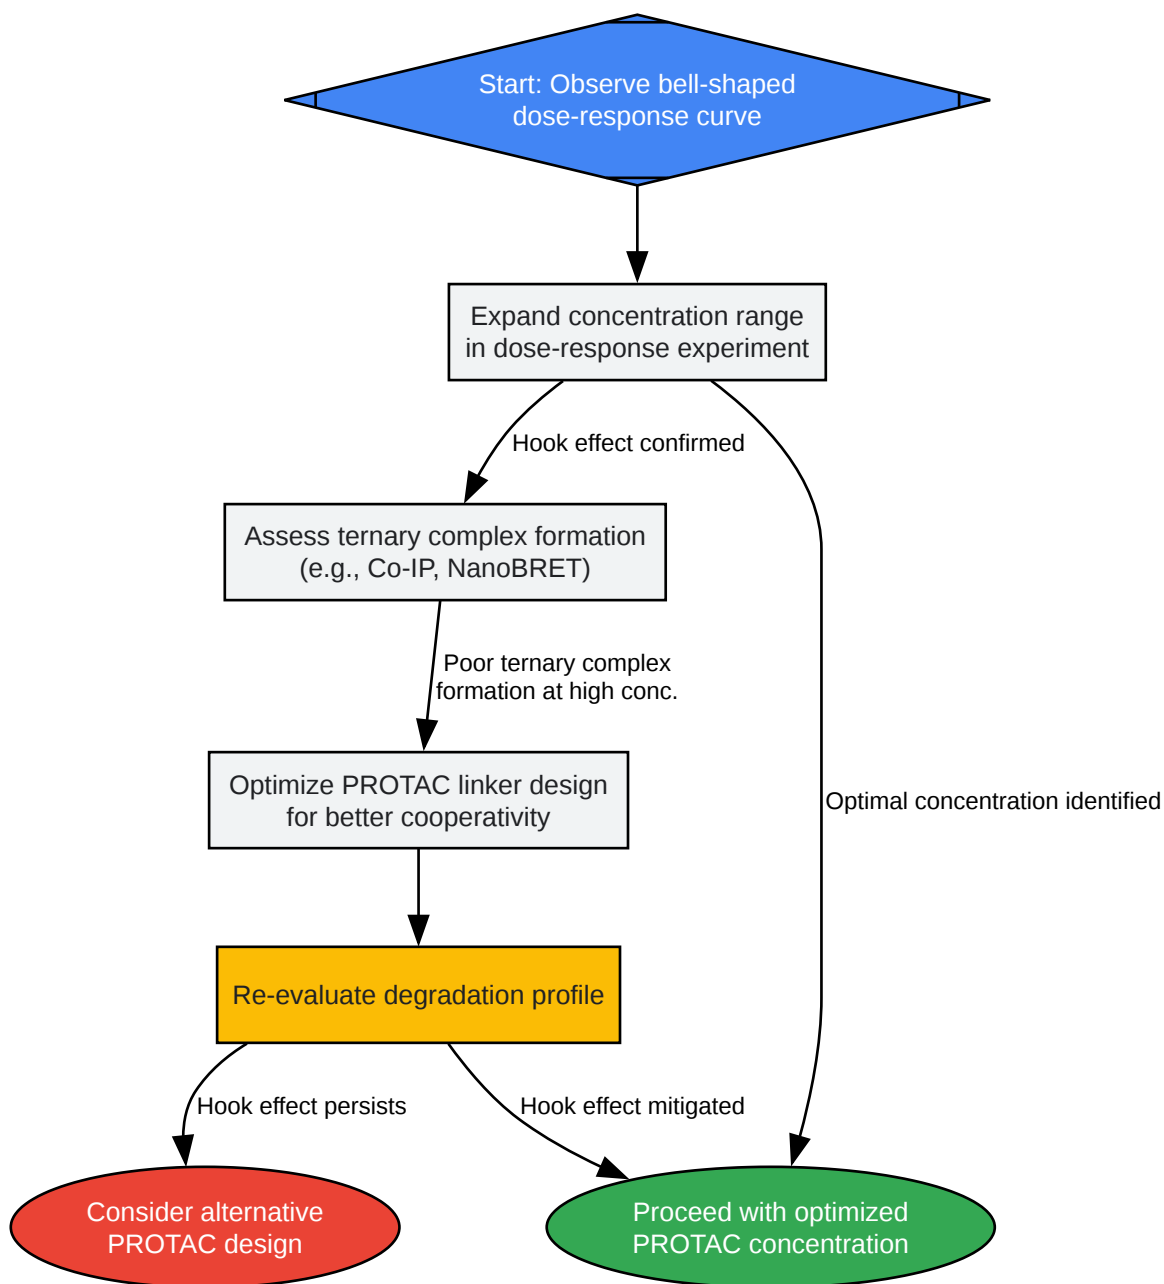 Start: Observe bell-shaped
dose-response curve
Expand concentration range
in dose-response experiment
Hook effect confirmed
Assess ternary complex formation
(e.g., Co-IP, NanoBRET)
Poor ternary complex
formation at high conc.
Optimize PROTAC linker design
for better cooperativity
Optimal concentration identified
Re-evaluate degradation profile
Hook effect persists
Hook effect mitigated
Consider alternative
PROTAC design
Proceed with optimized
PROTAC concentration